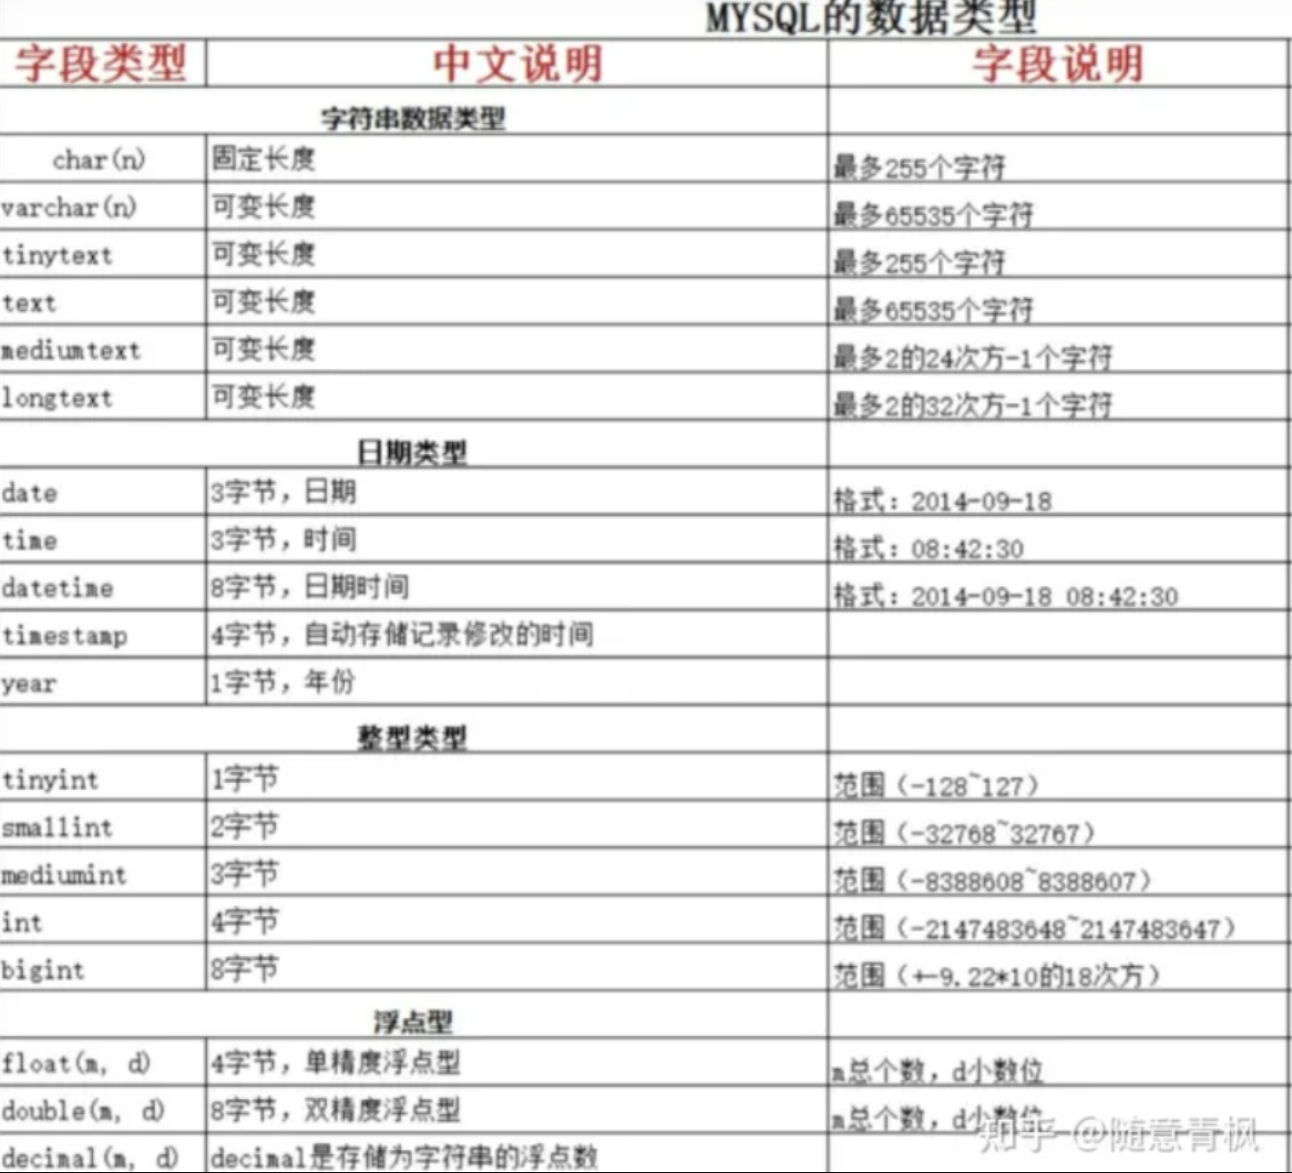 MYSQL的数据类型
字段类型 中文说明 字段说明
字符串数据类型
char(n) 固定长度 最多255个字符
varchar(n) 可变长度 最多65535个字符
tinytext 可变长度 最多255个字符
text 可变长度 最多65535个字符
mediumtext 可变长度 最多2的24次方-1个字符
longtext 可变长度 最多2的32次方-1个字符
日期类型
date 3字节，日期 格式：2014-09-18
time 3字节，时间 格式：08:42:30
datetime 8字节，日期时间 格式：2014-09-18 08:42:30
timestamp 4字节，自动存储记录修改的时间
year 1字节，年份
整型类型
tinyint 1字节 范围（-128~127）
smallint 2字节 范围（-32768~32767）
mediumint 3字节 范围（-8388608~8388607）
int 4字节 范围（-2147483648~2147483647）
bigint 8字节 范围（+-9.22*10的18次方）
浮点型
float(m, d) 4字节，单精度浮点型 m总个数，d小数位
double(m, d) 8字节，双精度浮点型 m总个数，d小数位
decimal(m, d) decimal是存储为字符串的浮点数
知乎 @随意青枫